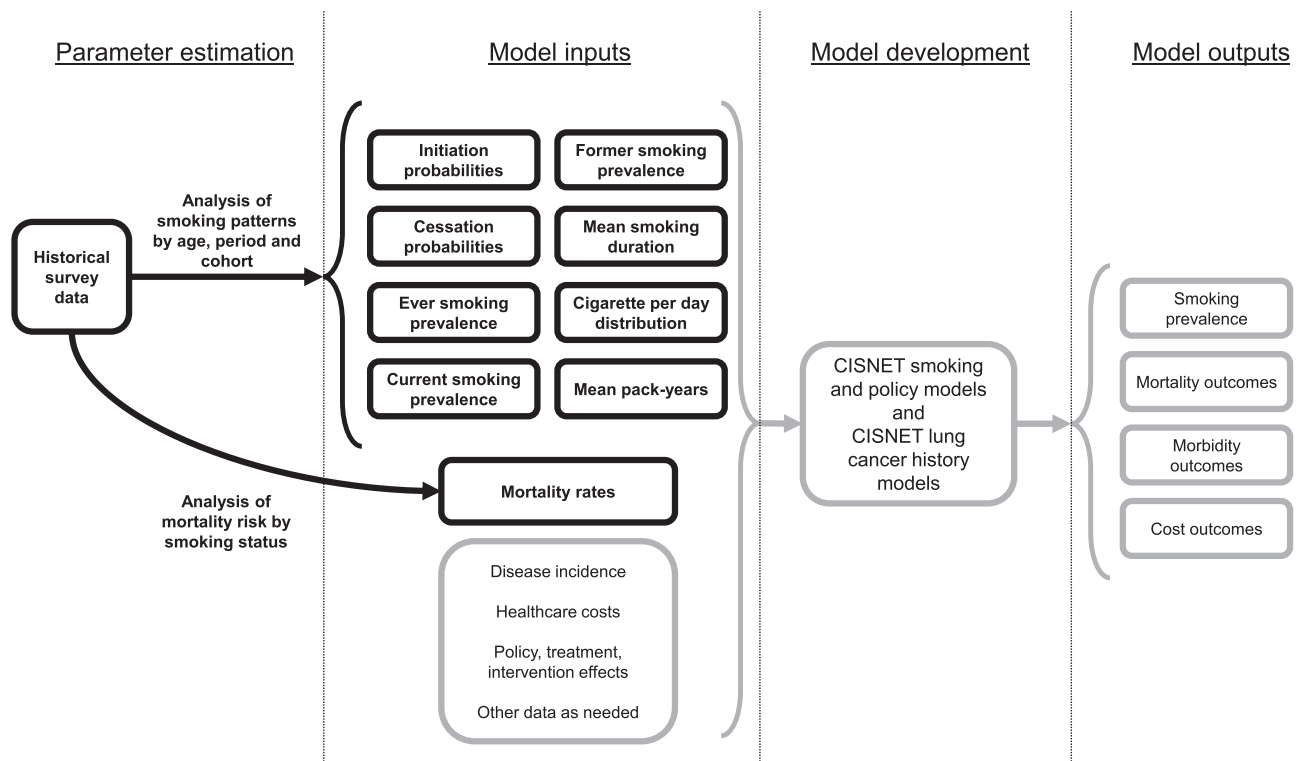 Parameter estimation
Model inputs
Model development
Model outputs
Historical
survey
data
Analysis of
smoking patterns
by age, period and
cohort
Analysis of
mortality risk by
smoking status
Initiation
probabilities
Former smoking
prevalence
Cessation
probabilities
Mean smoking
duration
Ever smoking
prevalence
Cigarette per day
distribution
Current smoking
prevalence
Mean pack-years
Mortality rates
Disease incidence
Healthcare costs
Policy, treatment,
intervention effects
Other data as needed
CISNET smoking
and policy models
and
CISNET lung
cancer history
models
Smoking
prevalence
Mortality outcomes
Morbidity
outcomes
Cost outcomes